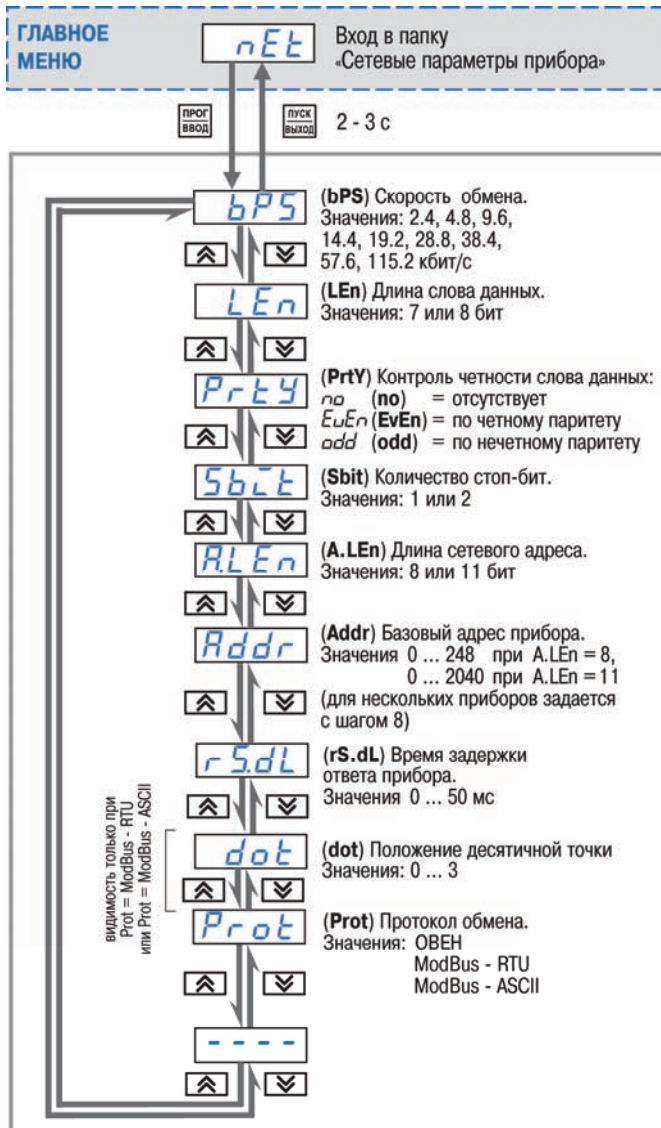 ГЛАВНОЕ
МЕНЮ
nEt
Вход в папку
«Сетевые параметры прибора»
ПРОГ
ВВОД
ПУСК
ВЫХОД
2 - 3 с
bPS
(bPS) Скорость обмена.
Значения: 2.4, 4.8, 9.6,
14.4, 19.2, 28.8, 38.4,
57.6, 115.2 кбит/с
LEn
(LEn) Длина слова данных.
Значения: 7 или 8 бит
PrtY
(PrtY) Контроль четности слова данных:
no (no) = отсутствует
EvEn (EvEn) = по четному паритету
odd (odd) = по нечетному паритету
Sbit
(Sbit) Количество стоп-бит.
Значения: 1 или 2
A.LEn
(A.LEn) Длина сетевого адреса.
Значения: 8 или 11 бит
Addr
(Addr) Базовый адрес прибора.
Значения 0 ... 248 при A.LEn = 8,
0 ... 2040 при A.LEn = 11
(для нескольких приборов задается
с шагом 8)
rS.dL
(rS.dL) Время задержки
ответа прибора.
Значения 0 ... 50 мс
видимость только при
Prot = ModBus - RTU
или Prot = ModBus - ASCII
dot
(dot) Положение десятичной точки
Значения: 0 ... 3
Prot
(Prot) Протокол обмена.
Значения: ОВЕН
ModBus - RTU
ModBus - ASCII
- - - -